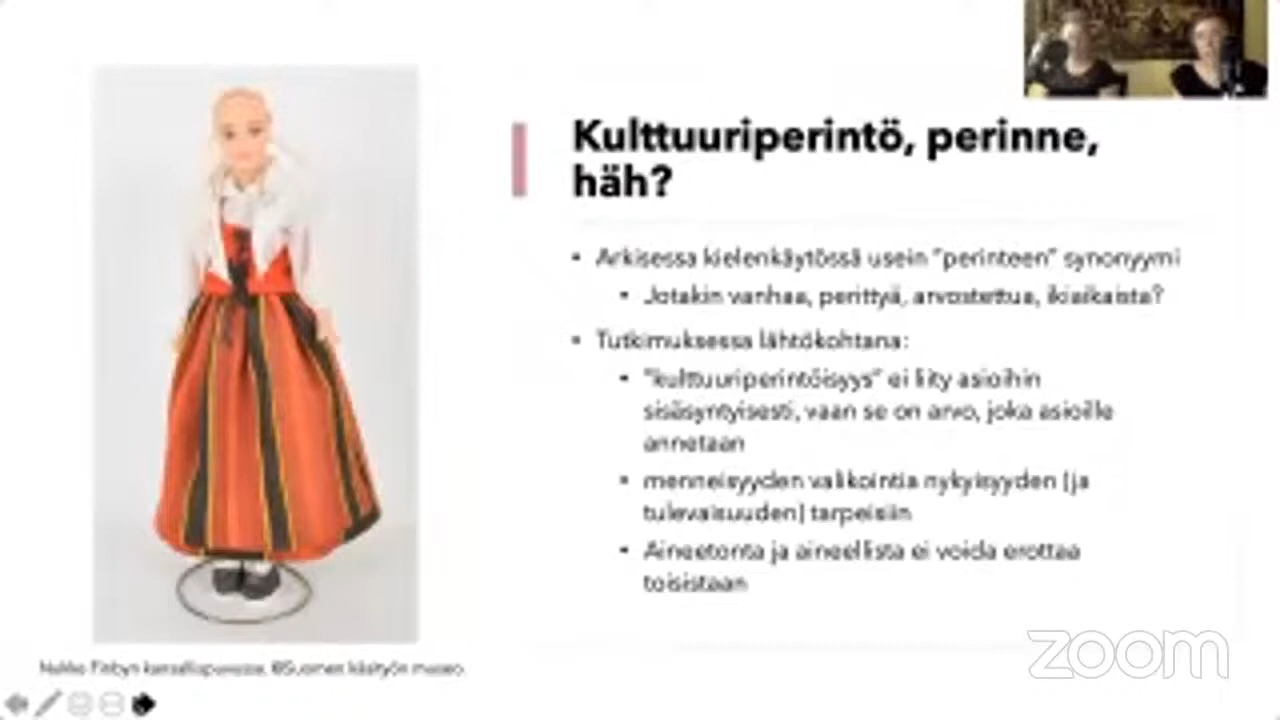 Kulttuuriperintö, perinne,
häh?
• Arkisessa kielenkäytössä usein "perinteen" synonyymi
• Jotakin vanhaa, perittyä, arvostettua, ikiaikaista?
• Tutkimuksessa lähtökohtana:
• "kulttuuriperintöisyys" ei liity asioihin
sisäsyntyisesti, vaan se on arvo, joka asioille
annetaan
• menneisyyden valikointia nykyisyyden (ja
tulevaisuuden) tarpeisiin
• Aineetonta ja aineellista ei voida erottaa
toisistaan
kansallispuvussa. ©Suomen käsityön museo.
zoom